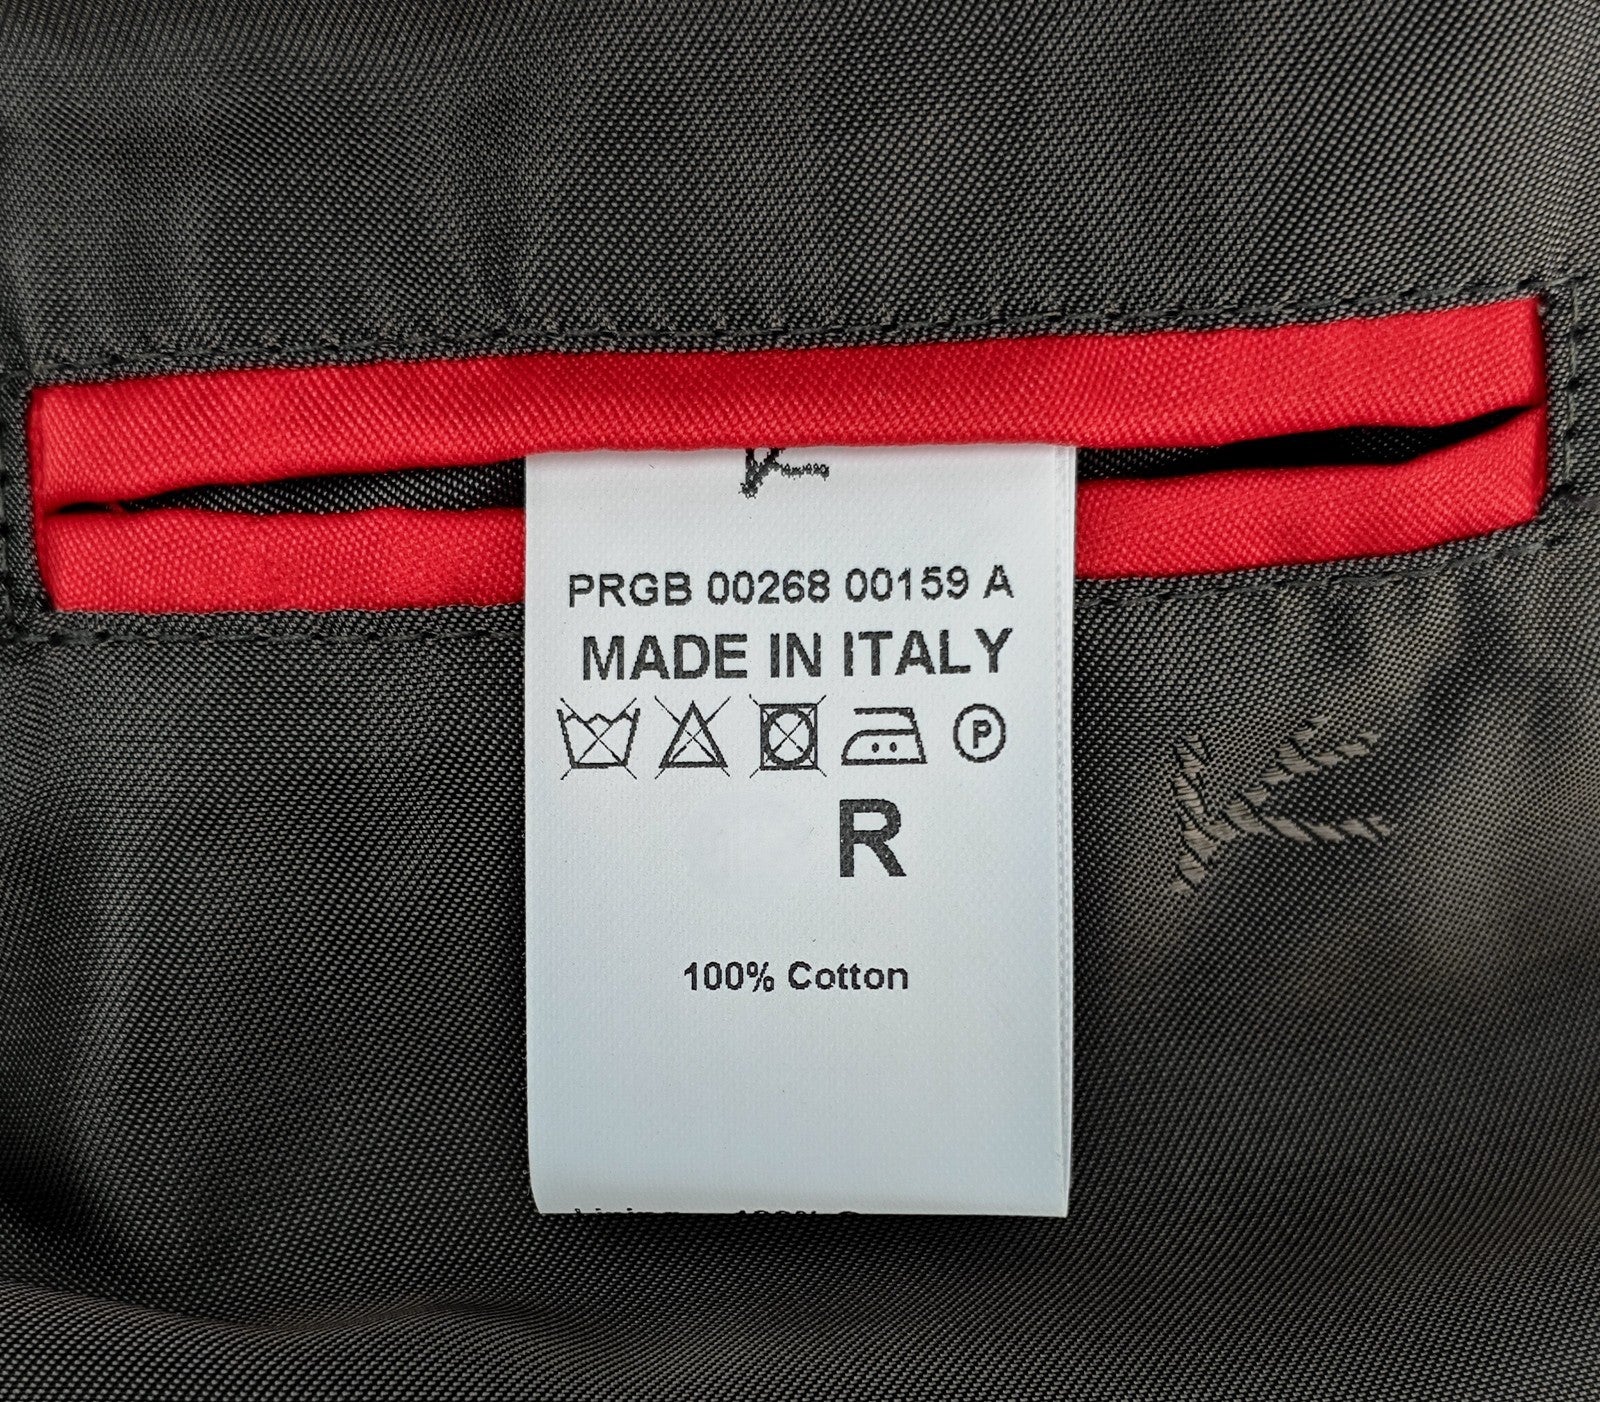 PRGB 00268 00159 A
MADE IN ITALY
P
R
100% Cotton